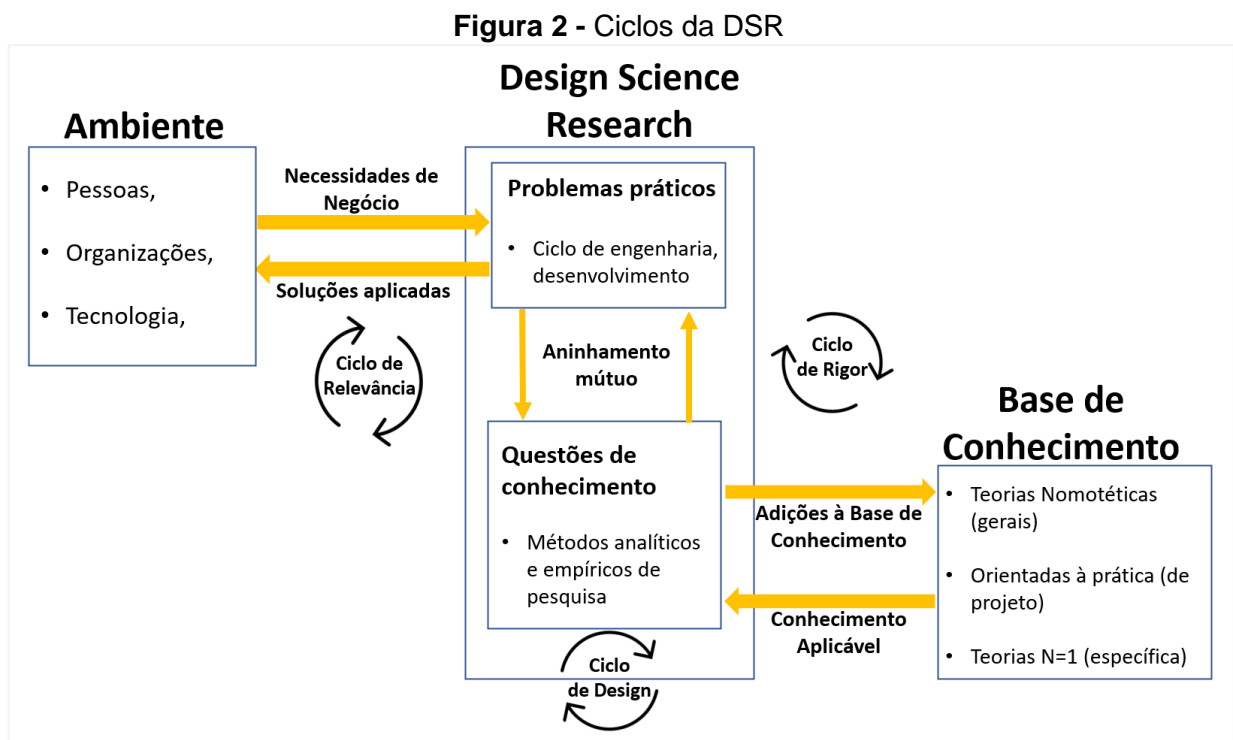 Figura 2 - Ciclos da DSR
Design Science
Research
Ambiente
• Pessoas,
• Organizações,
• Tecnologia,
Necessidades de
Negócio
Soluções aplicadas
Ciclo de
Relevância
Problemas práticos
• Ciclo de engenharia,
desenvolvimento
Aninhamento
mútuo
Questões de
conhecimento
• Métodos analíticos
e empíricos de
pesquisa
Ciclo
de Design
Ciclo
de Rigor
Adições à Base de
Conhecimento
Conhecimento
Aplicável
Base de
Conhecimento
• Teorias Nomotéticas
(gerais)
• Orientadas à prática (de
projeto)
• Teorias N=1 (específica)